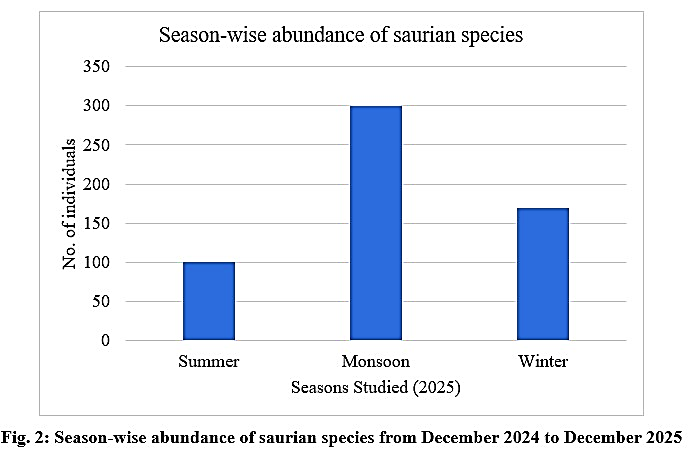 Season-wise abundance of saurian species
350
300
250
200
150
100
50
0
No. of individuals
Summer Monsoon Winter
Seasons Studied (2025)
Fig. 2: Season-wise abundance of saurian species from December 2024 to December 2025